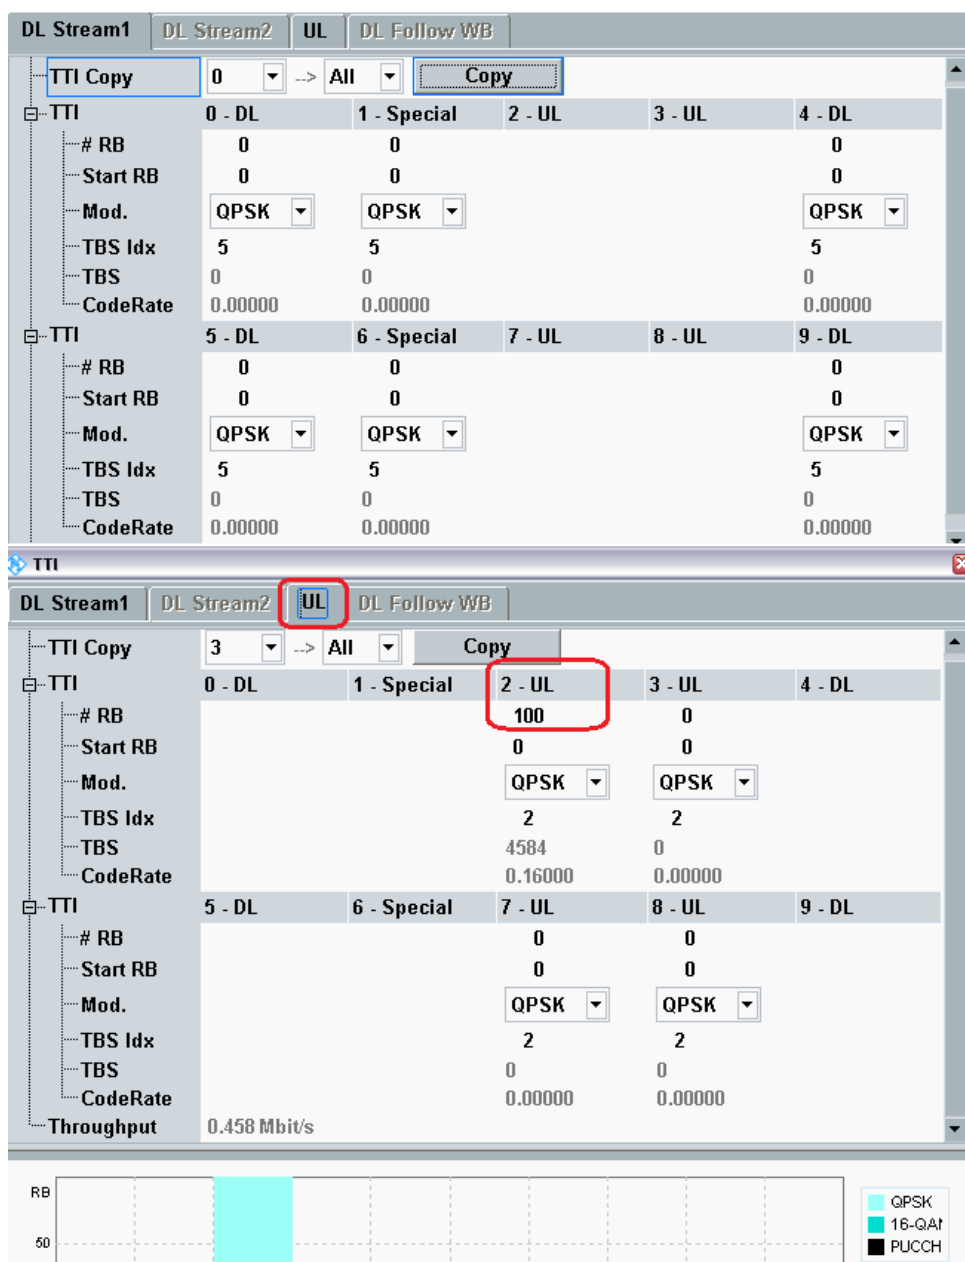 DL Stream1 DL Stream2 UL DL Follow WB
TTI Copy 0 --> All Copy
TTI 0 - DL 1 - Special 2 - UL 3 - UL 4 - DL
# RB 0 0 0
Start RB 0 0 0
Mod. QPSK QPSK QPSK
TBS Idx 5 5 5
TBS 0 0 0
CodeRate 0.00000 0.00000 0.00000
TTI 5 - DL 6 - Special 7 - UL 8 - UL 9 - DL
# RB 0 0 0
Start RB 0 0 0
Mod. QPSK QPSK QPSK
TBS Idx 5 5 5
TBS 0 0 0
CodeRate 0.00000 0.00000 0.00000
TTI
DL Stream1 DL Stream2 UL DL Follow WB
TTI Copy 3 --> All Copy
TTI 0 - DL 1 - Special 2 - UL 3 - UL 4 - DL
# RB 100 0
Start RB 0 0
Mod. QPSK QPSK
TBS Idx 2 2
TBS 4584 0
CodeRate 0.16000 0.00000
TTI 5 - DL 6 - Special 7 - UL 8 - UL 9 - DL
# RB 0 0
Start RB 0 0
Mod. QPSK QPSK
TBS Idx 2 2
TBS 0 0
CodeRate 0.00000 0.00000
Throughput 0.458 Mbit/s
RB
QPSK
16-QAM
50
PUCCH